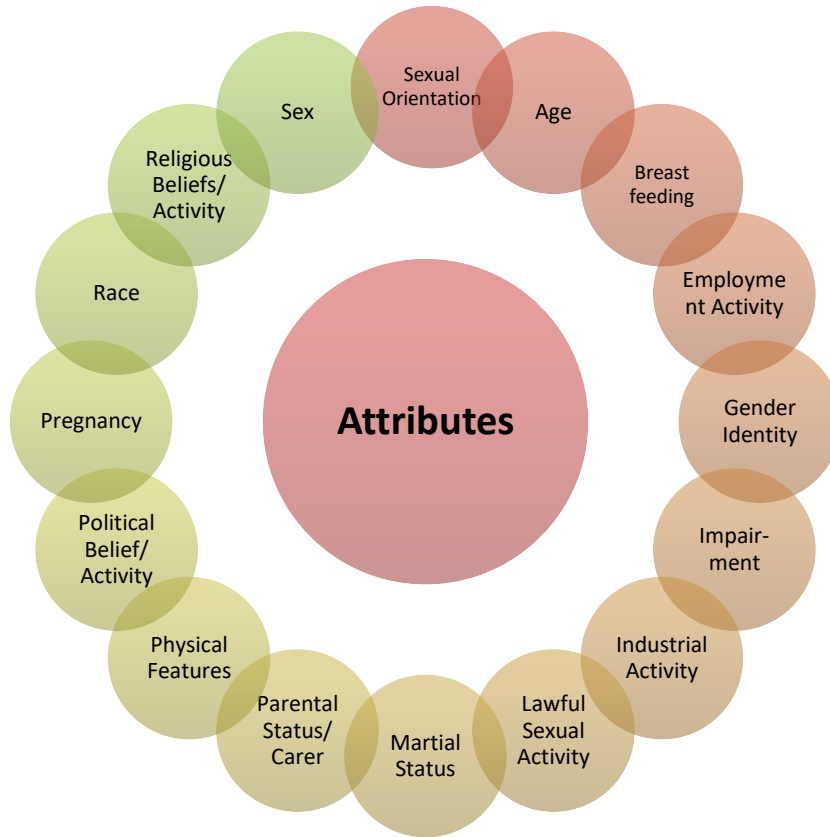 Sexual
Orientation
Age
Breast
feeding
Employme
nt Activity
Gender
Identity
Impair-
ment
Industrial
Activity
Lawful
Sexual
Activity
Martial
Status
Parental
Status/
Carer
Physical
Features
Political
Belief/
Activity
Pregnancy
Race
Religious
Beliefs/
Activity
Sex
Attributes